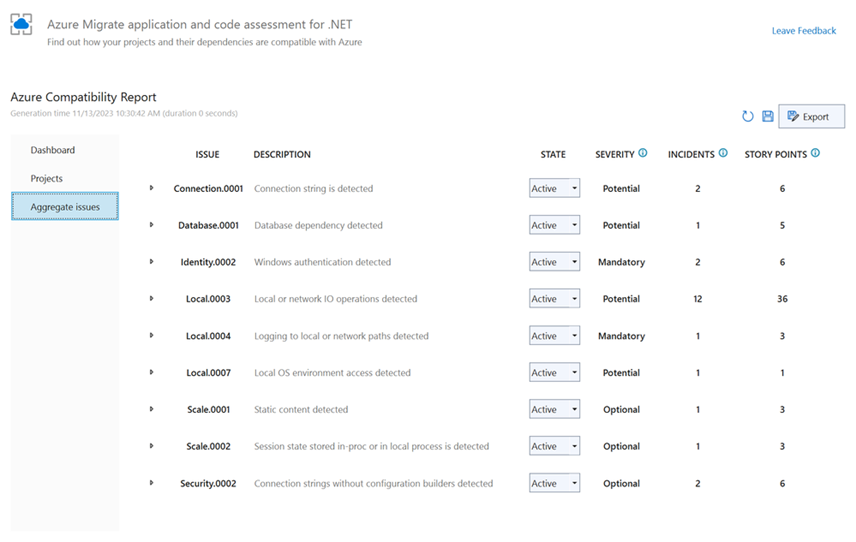 Azure Migrate application and code assessment for .NET
Find out how your projects and their dependencies are compatible with Azure
Leave Feedback
Azure Compatibility Report
Generation time 11/13/2023 10:30:42 AM (duration 0 seconds)
Export
Dashboard
Projects
Aggregate issues
ISSUE DESCRIPTION STATE SEVERITY INCIDENTS STORY POINTS
Connection.0001 Connection string is detected Active Potential 2 6
Database.0001 Database dependency detected Active Potential 1 5
Identity.0002 Windows authentication detected Active Mandatory 2 6
Local.0003 Local or network IO operations detected Active Potential 12 36
Local.0004 Logging to local or network paths detected Active Mandatory 1 3
Local.0007 Local OS environment access detected Active Potential 1 1
Scale.0001 Static content detected Active Optional 1 3
Scale.0002 Session state stored in-proc or in local process is detected Active Optional 1 3
Security.0002 Connection strings without configuration builders detected Active Optional 2 6